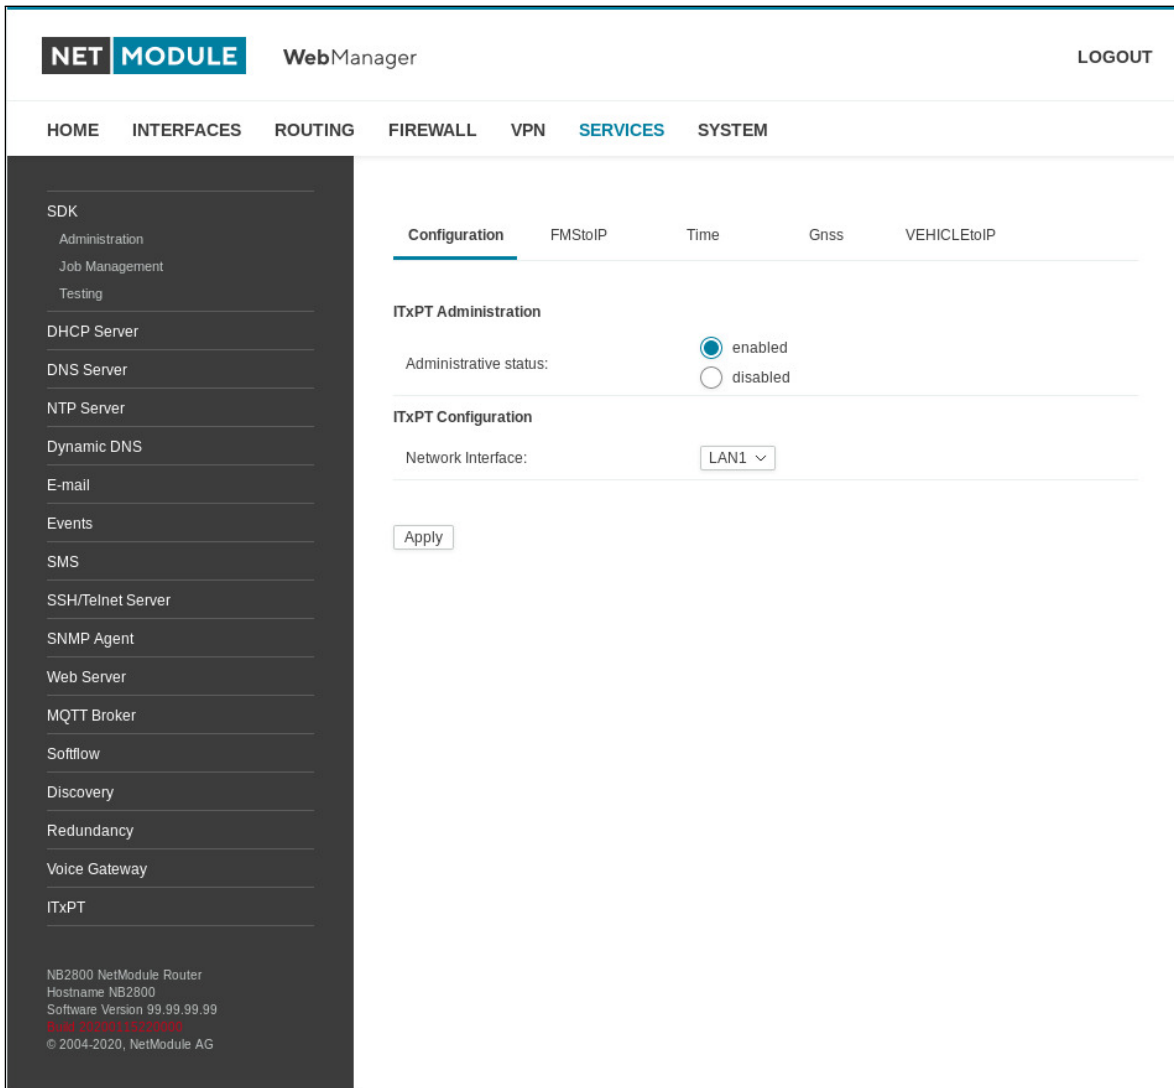 NET MODULE WebManager LOGOUT
HOME INTERFACES ROUTING FIREWALL VPN SERVICES SYSTEM
SDK
Administration
Job Management
Testing
DHCP Server
DNS Server
NTP Server
Dynamic DNS
E-mail
Events
SMS
SSH/Telnet Server
SNMP Agent
Web Server
MQTT Broker
Softflow
Discovery
Redundancy
Voice Gateway
ITxPT
NB2800 NetModule Router
Hostname NB2800
Software Version 99.99.99.99
Build
© 2004-2020, NetModule AG
Configuration FMStoIP Time Gnss VEHICLEtoIP
ITxPT Administration
Administrative status:
enabled
disabled
ITxPT Configuration
Network Interface: LAN1
Apply